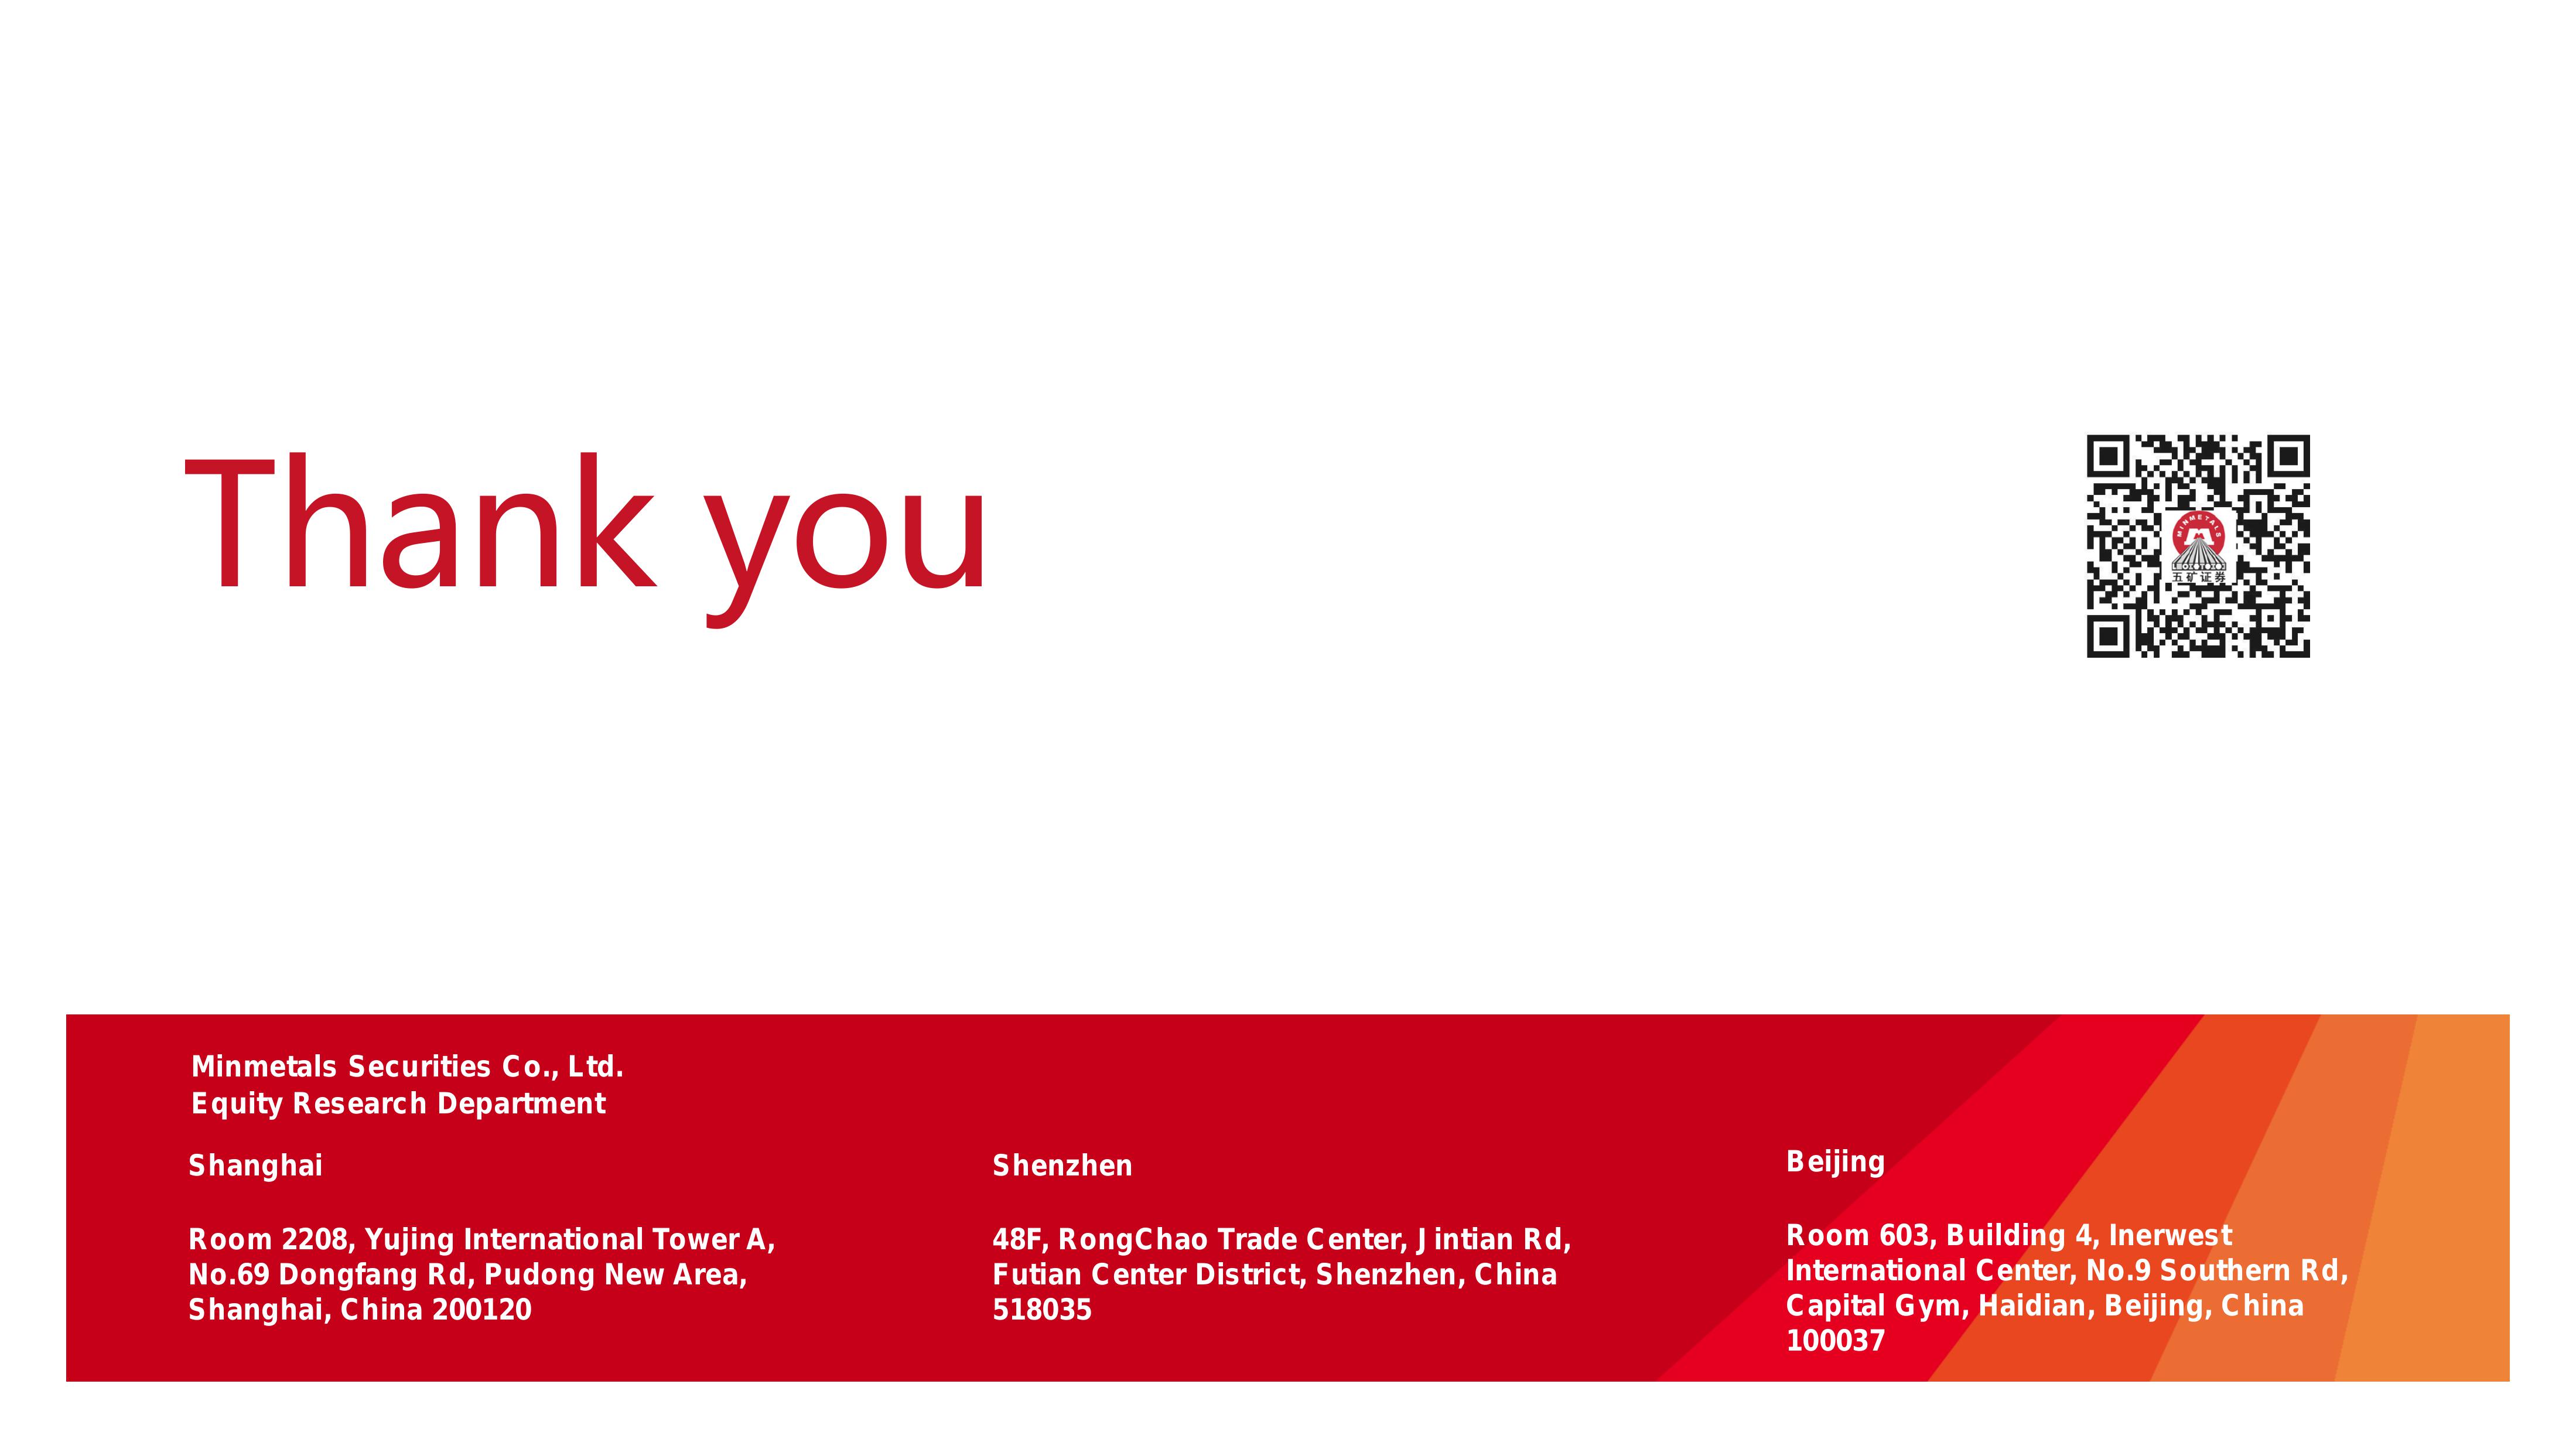 Thank you
MINMETALS
五矿证券
Minmetals Securities Co., Ltd.
Equity Research Department
Shanghai
Room 2208, Yujing International Tower A,
No.69 Dongfang Rd, Pudong New Area,
Shanghai, China 200120
Shenzhen
48F, RongChao Trade Center, Jintian Rd,
Futian Center District, Shenzhen, China
518035
Beijing
Room 603, Building 4, Inerwest
International Center, No.9 Southern Rd,
Capital Gym, Haidian, Beijing, China
100037